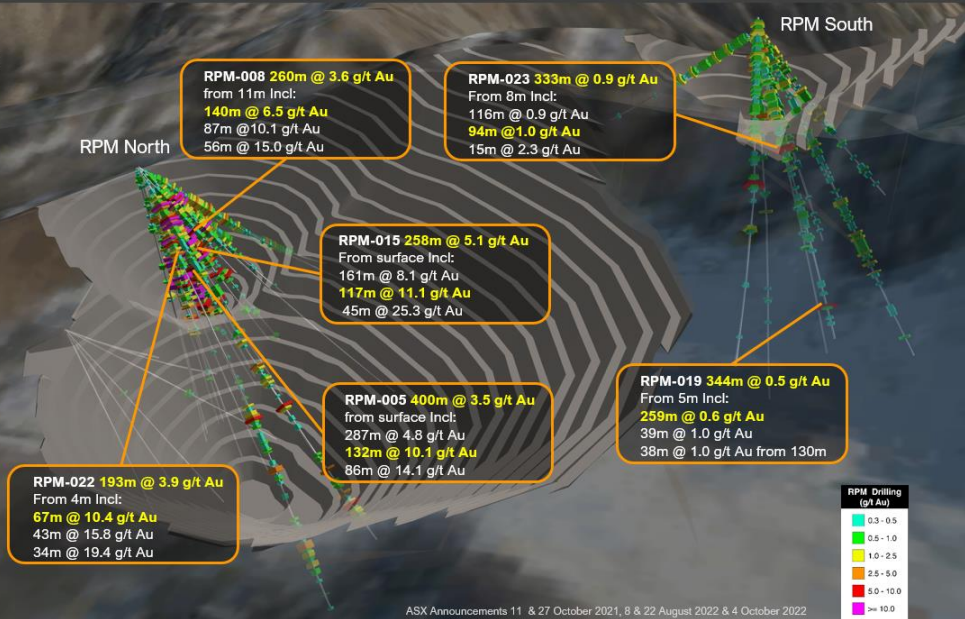 RPM South
RPM-008 260m @ 3.6 g/t Au
from 11m Incl:
140m @ 6.5 g/t Au
87m @10.1 g/t Au
56m @ 15.0 g/t Au
RPM-023 333m @ 0.9 g/t Au
From 8m Incl:
116m @ 0.9 g/t Au
94m @1.0 g/t Au
15m @ 2.3 g/t Au
RPM North
RPM-015 258m @ 5.1 g/t Au
From surface Incl:
161m @ 8.1 g/t Au
117m @ 11.1 g/t Au
45m @ 25.3 g/t Au
RPM-005 400m @ 3.5 g/t Au
from surface Incl:
287m @ 4.8 g/t Au
132m @ 10.1 g/t Au
86m @ 14.1 g/t Au
RPM-019 344m @ 0.5 g/t Au
From 5m Incl:
259m @ 0.6 g/t Au
39m @ 1.0 g/t Au
38m @ 1.0 g/t Au from 130m
RPM-022 193m @ 3.9 g/t Au
From 4m Incl:
67m @ 10.4 g/t Au
43m @ 15.8 g/t Au
34m @ 19.4 g/t Au
RPM Drilling
(g/t Au)
0.3 - 0.5
0.5 - 1.0
1.0 - 2.5
2.5 - 5.0
5.0 - 10.0
>= 10.0
ASX Announcements 11 & 27 October 2021, 8 & 22 August 2022 & 4 October 2022